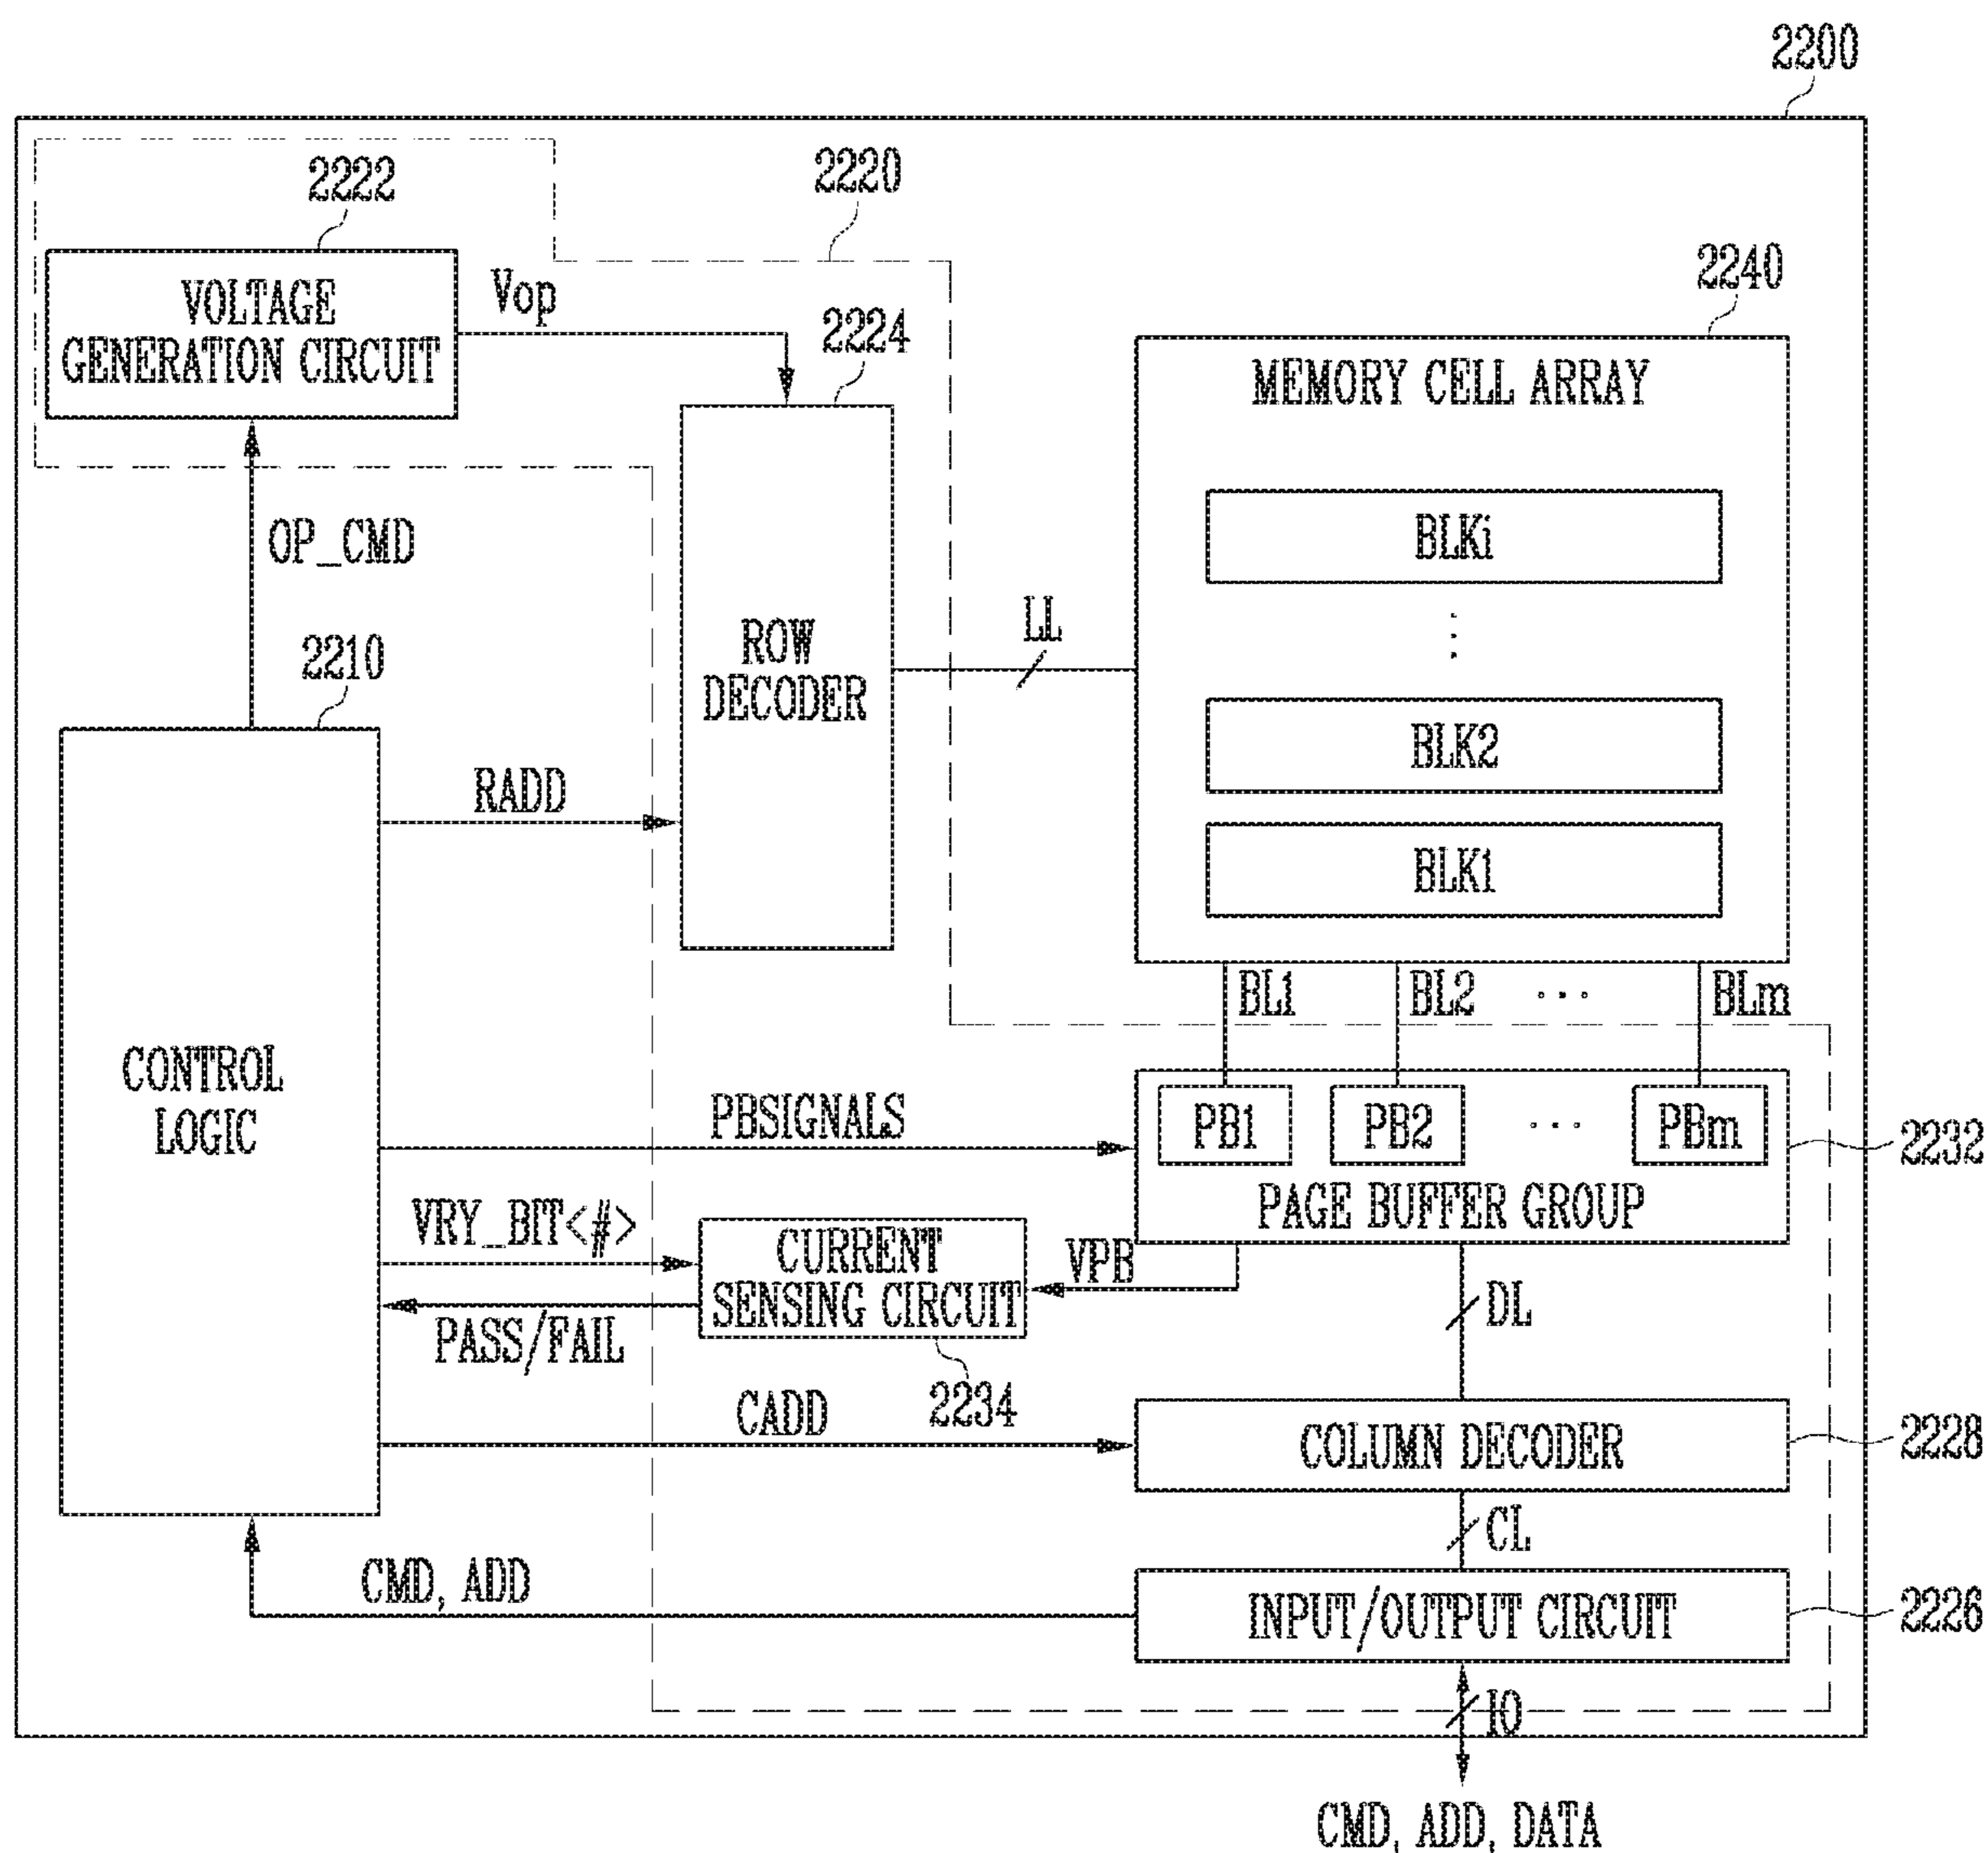 2200
2222
2220
VOLTAGE
GENERATION CIRCUIT
Vop
2224
2240
MEMORY CELL ARRAY
BLKi
OP_CMD
LL
ROW
DECODER
2210
BLK2
RADD
BLK1
BL1 BL2 ... BLm
CONTROL
LOGIC
PBSIGNALS
PB1 PB2 ... PBm
2232
PAGE BUFFER GROUP
VRY_BIT<#>
CURRENT
SENSING CIRCUIT
VPB
DL
PASS/FAIL
2234
CADD
COLUMN DECODER
2228
CL
CMD, ADD
INPUT/OUTPUT CIRCUIT
2226
IO
CMD, ADD, DATA